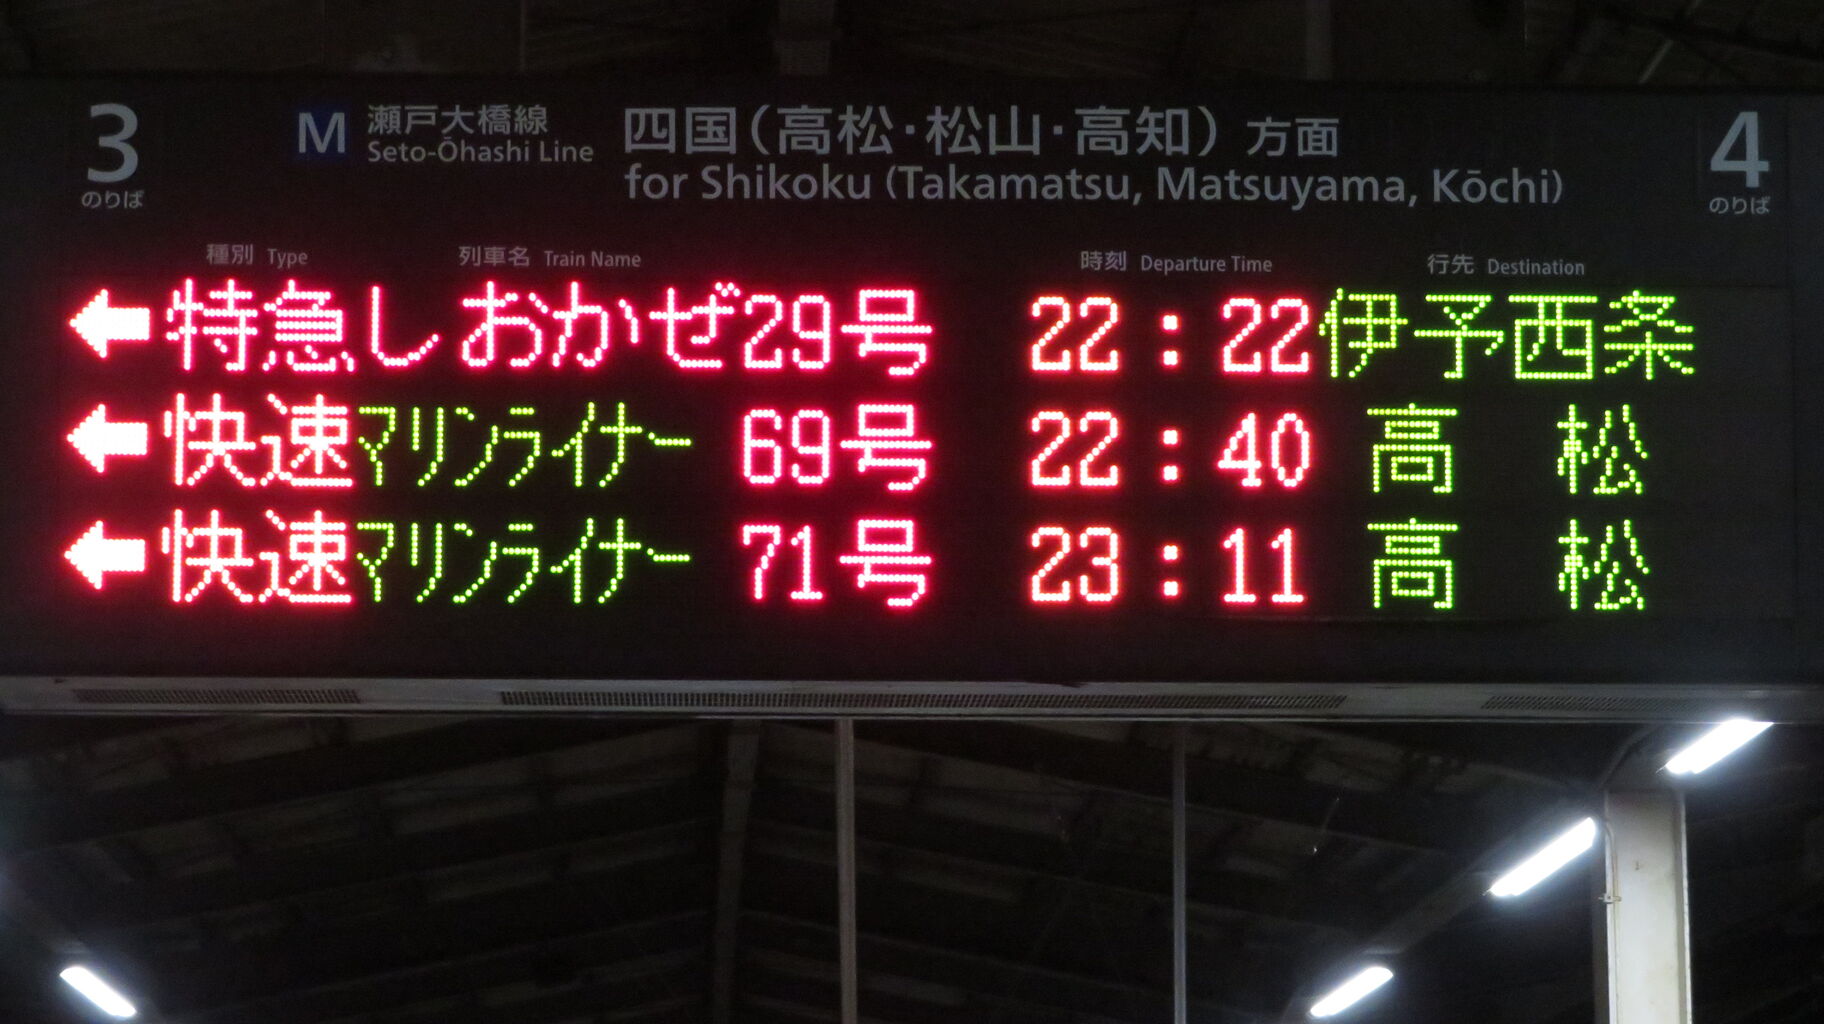 3 のりば
M 瀬戸大橋線 四国(高松・松山・高知)方面
Seto-Ōhashi Line for Shikoku (Takamatsu, Matsuyama, Kōchi)
4 のりば
種別 Type 列車名 Train Name 時刻 Departure Time 行先 Destination
← 特急しおかぜ29号 22:22 伊予西条
← 快速マリンライナー 69号 22:40 高松
← 快速マリンライナー 71号 23:11 高松